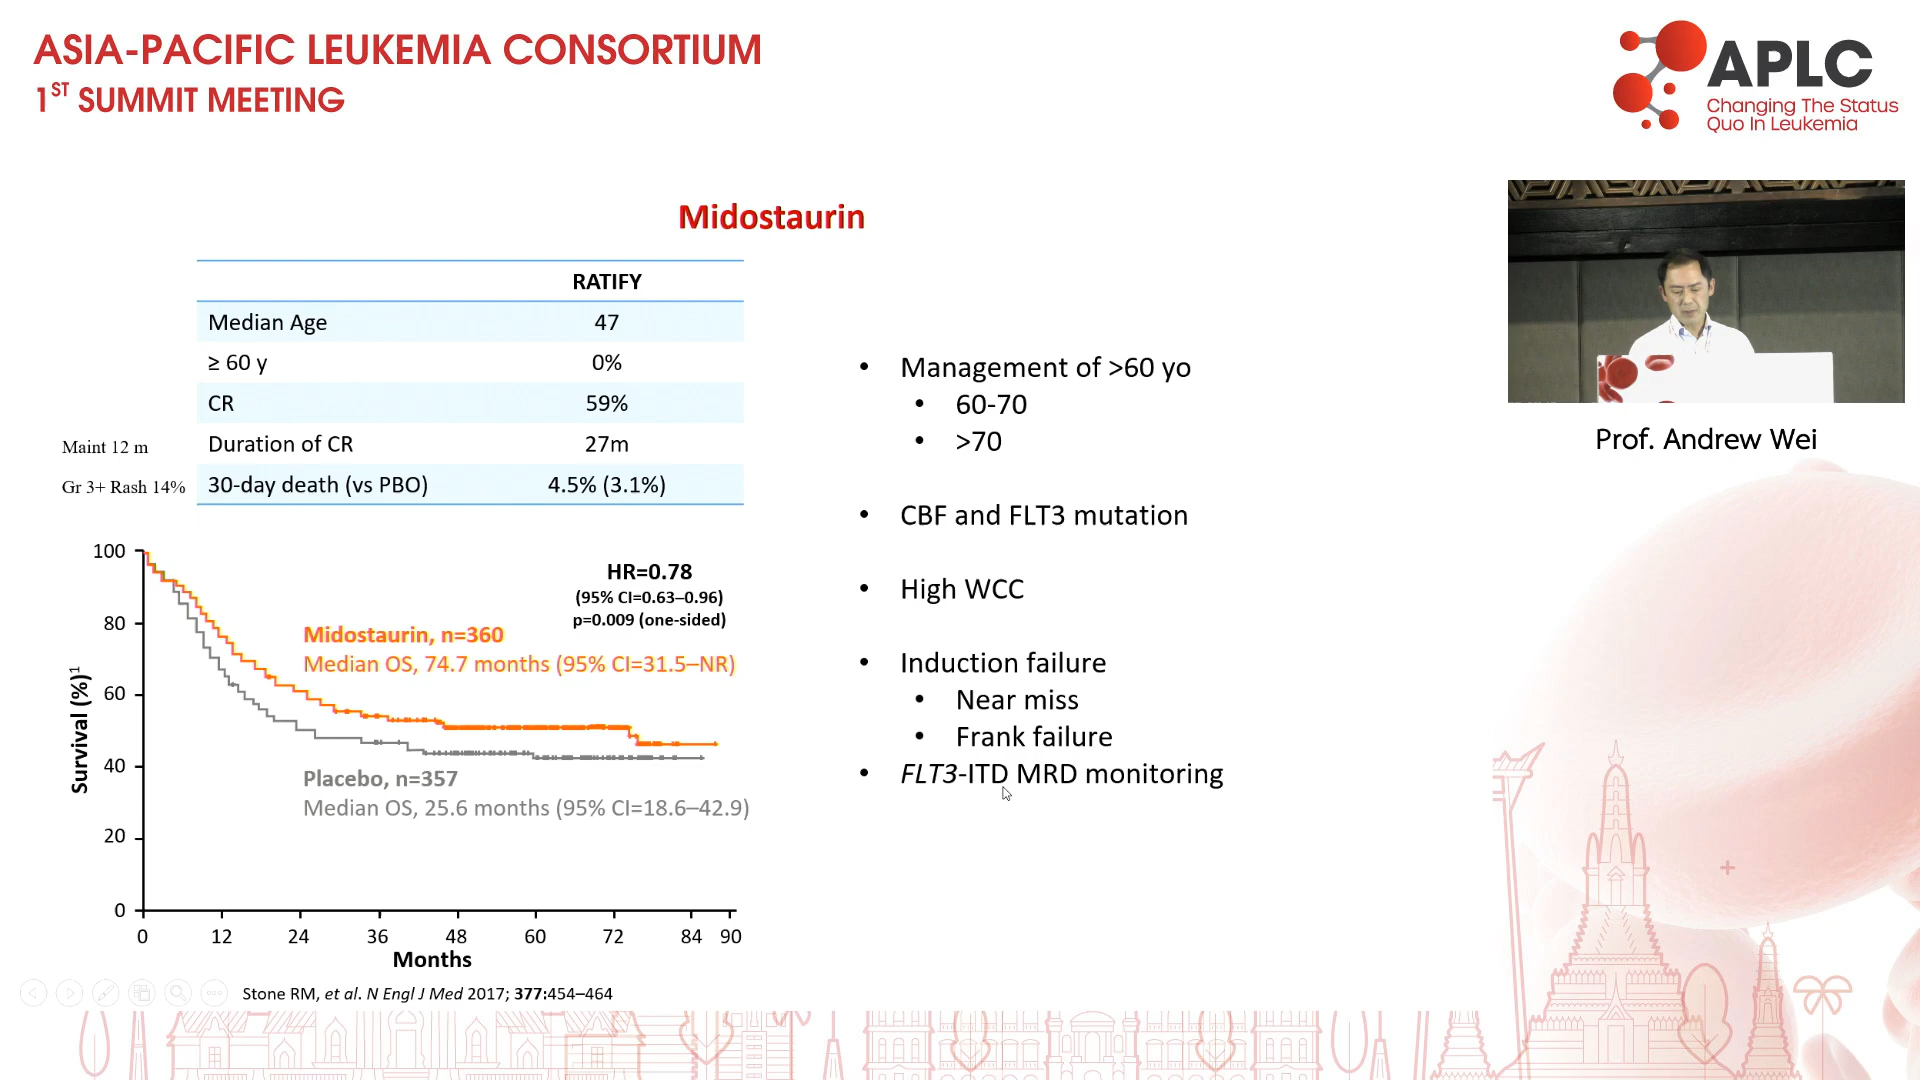 ASIA-PACIFIC LEUKEMIA CONSORTIUM
1ST SUMMIT MEETING
APLC
Changing The Status
Quo In Leukemia
Midostaurin
RATIFY
Median Age 47
≥ 60 y 0%
CR 59%
Maint 12 m Duration of CR 27m
Gr 3+ Rash 14% 30-day death (vs PBO) 4.5% (3.1%)
HR=0.78
(95% CI=0.63–0.96)
p=0.009 (one-sided)
Midostaurin, n=360
Median OS, 74.7 months (95% CI=31.5–NR)
Placebo, n=357
Median OS, 25.6 months (95% CI=18.6–42.9)
Survival (%)1
100
80
60
40
20
0
0 12 24 36 48 60 72 84 90
Months
Stone RM, et al. N Engl J Med 2017; 377:454–464
• Management of >60 yo
• 60-70
• >70
• CBF and FLT3 mutation
• High WCC
• Induction failure
• Near miss
• Frank failure
• FLT3-ITD MRD monitoring
Prof. Andrew Wei